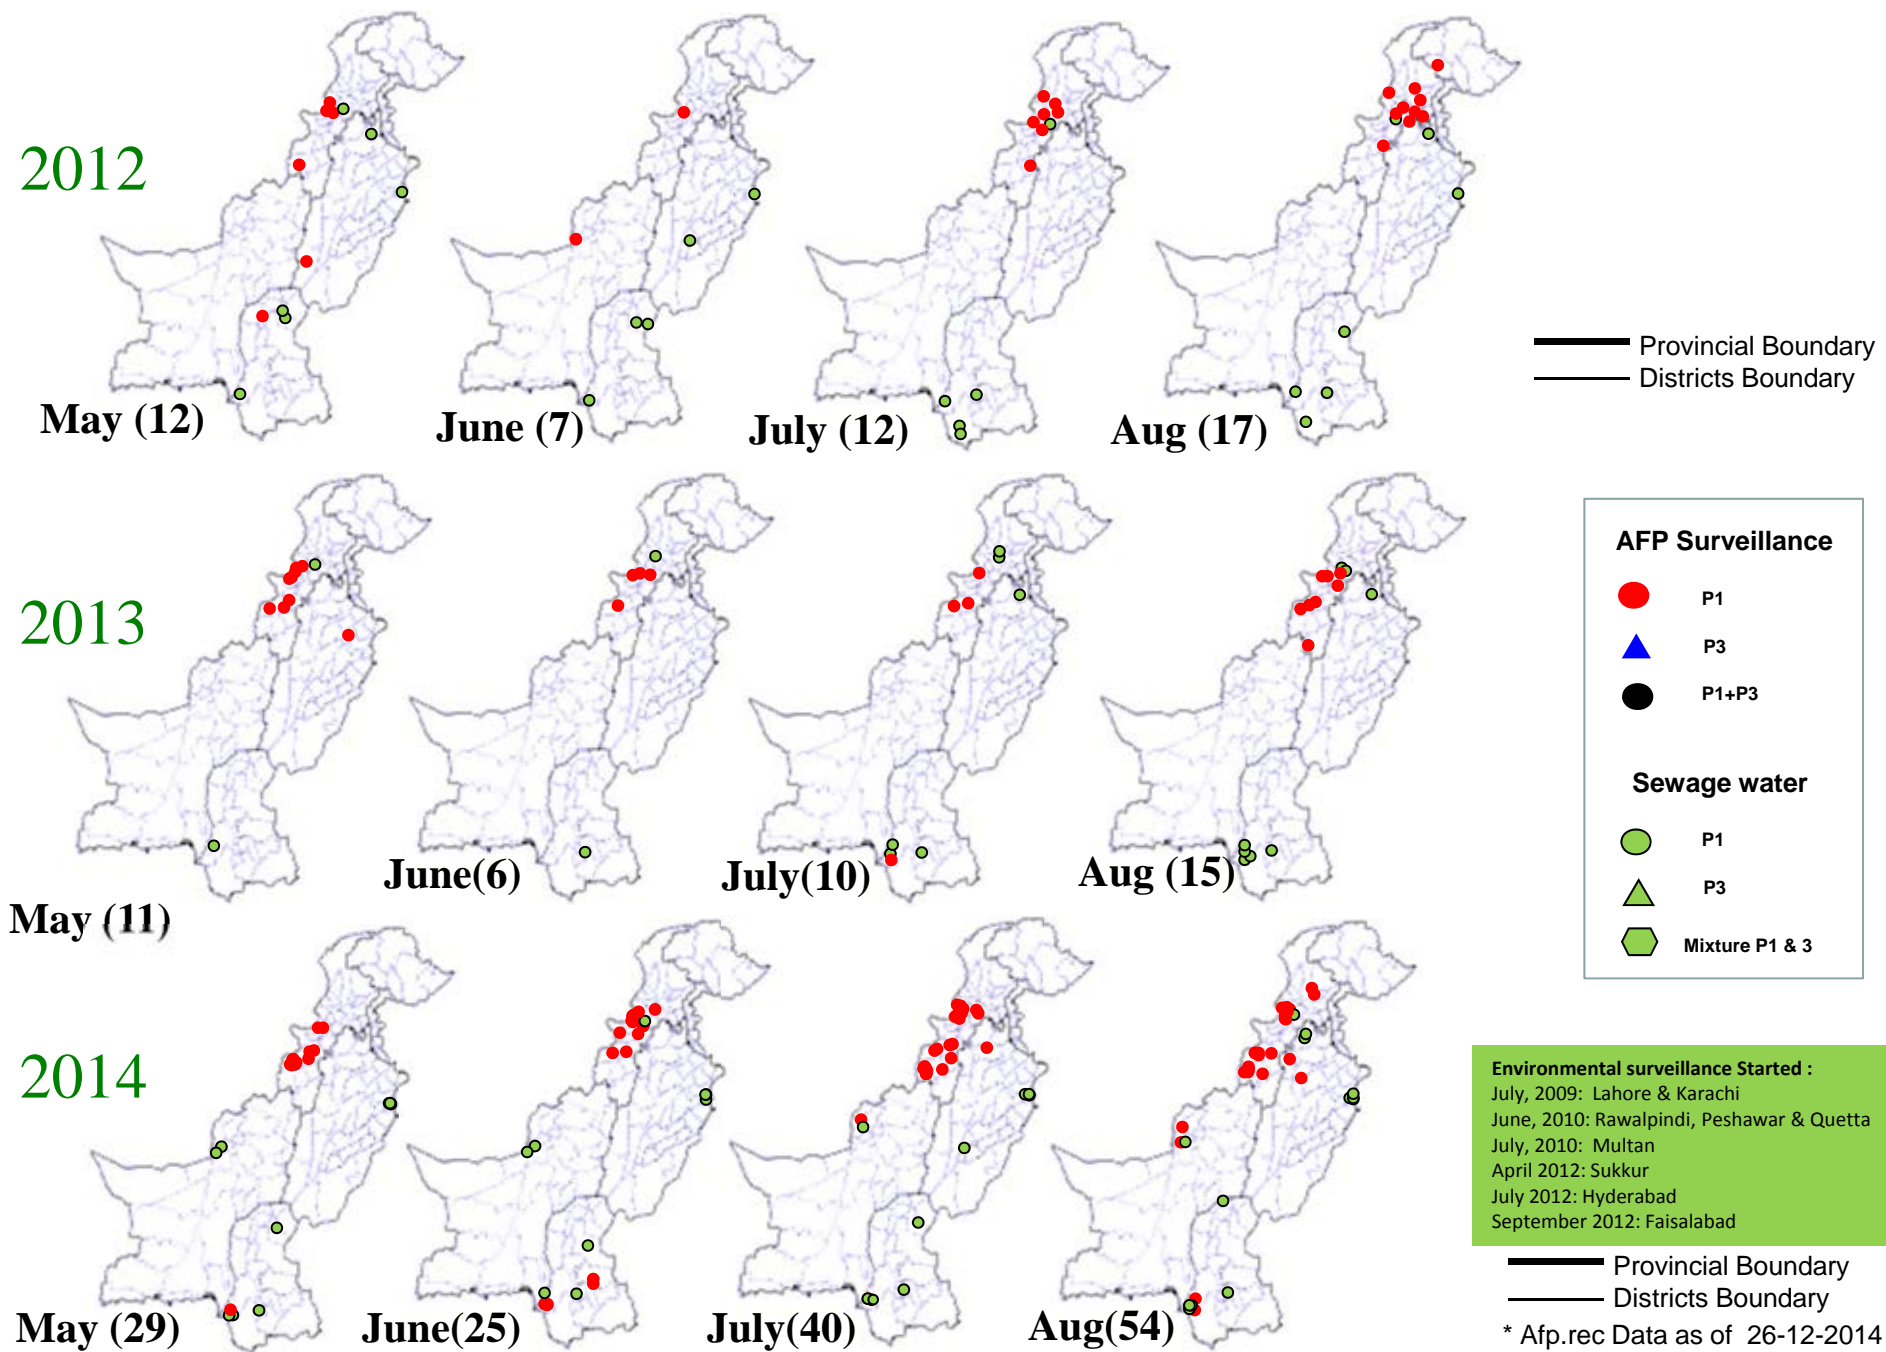 2012
May (12)
June (7)
July (12)
Aug (17)
Provincial Boundary
Districts Boundary
2013
May (11)
June(6)
July(10)
Aug (15)
AFP Surveillance
P1
P3
P1+P3
Sewage water
P1
P3
Mixture P1 & 3
2014
May (29)
June(25)
July(40)
Aug(54)
Environmental surveillance Started :
July, 2009: Lahore & Karachi
June, 2010: Rawalpindi, Peshawar & Quetta
July, 2010: Multan
April 2012: Sukkur
July 2012: Hyderabad
September 2012: Faisalabad
Provincial Boundary
Districts Boundary
* Afp.rec Data as of 26-12-2014